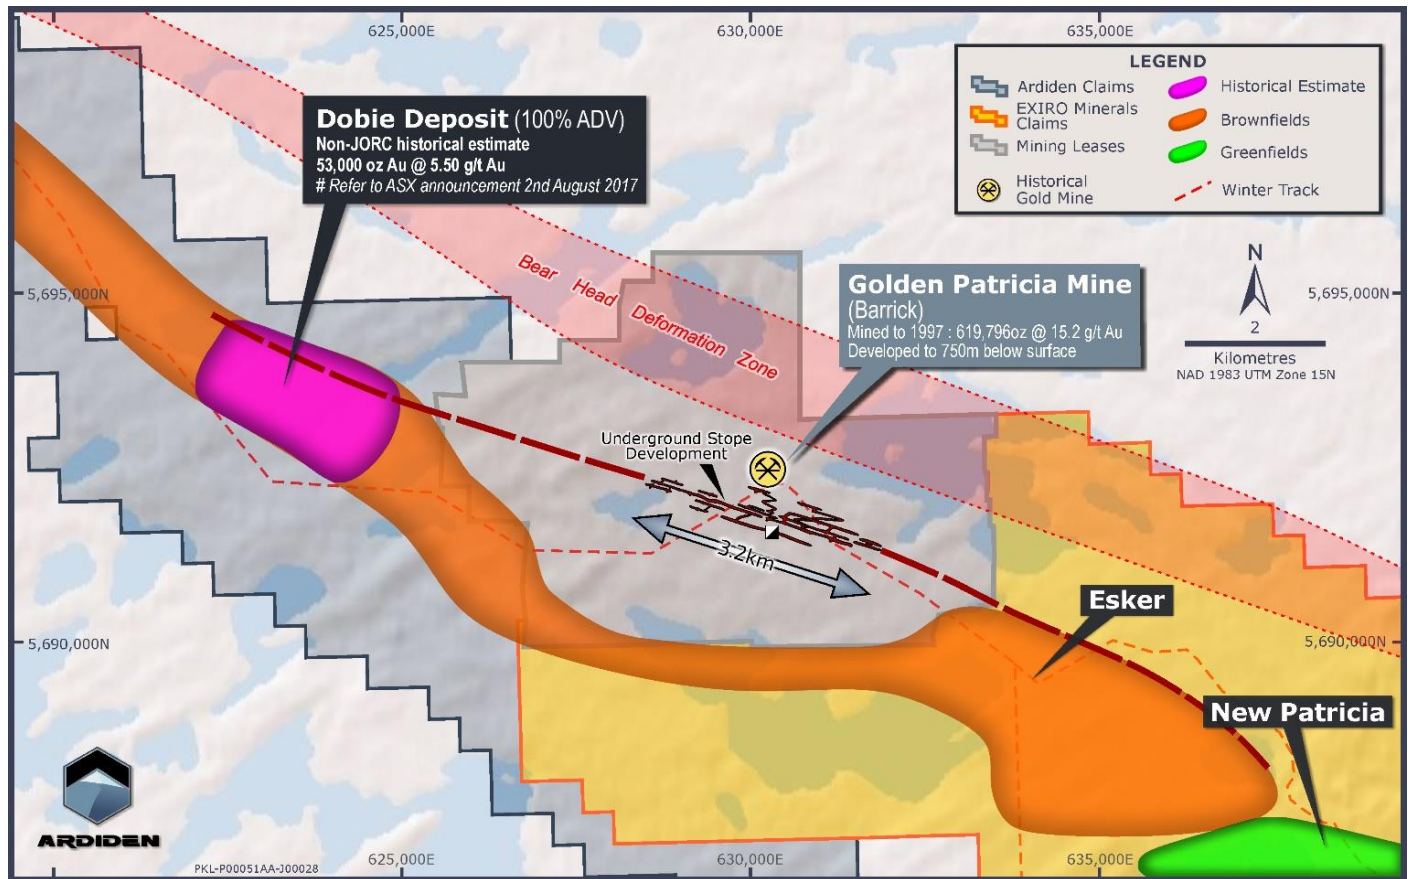 625,000E
630,000E
635,000E
LEGEND
Ardiden Claims
EXIRO Minerals
Claims
Mining Leases
Historical
Gold Mine
Historical Estimate
Brownfields
Greenfields
Winter Track
Dobie Deposit (100% ADV)
Non-JORC historical estimate
53,000 oz Au @ 5.50 g/t Au
# Refer to ASX announcement 2nd August 2017
N
2
Kilometres
NAD 1983 UTM Zone 15N
5,695,000N
5,695,000N
Bear Head Deformation Zone
Golden Patricia Mine
(Barrick)
Mined to 1997 : 619,796oz @ 15.2 g/t Au
Developed to 750m below surface
Underground Stope
Development
3.2km
Esker
5,690,000N
5,690,000N
New Patricia
ARDIDEN
PKL-P00051AA-J00028
625,000E
630,000E
635,000E